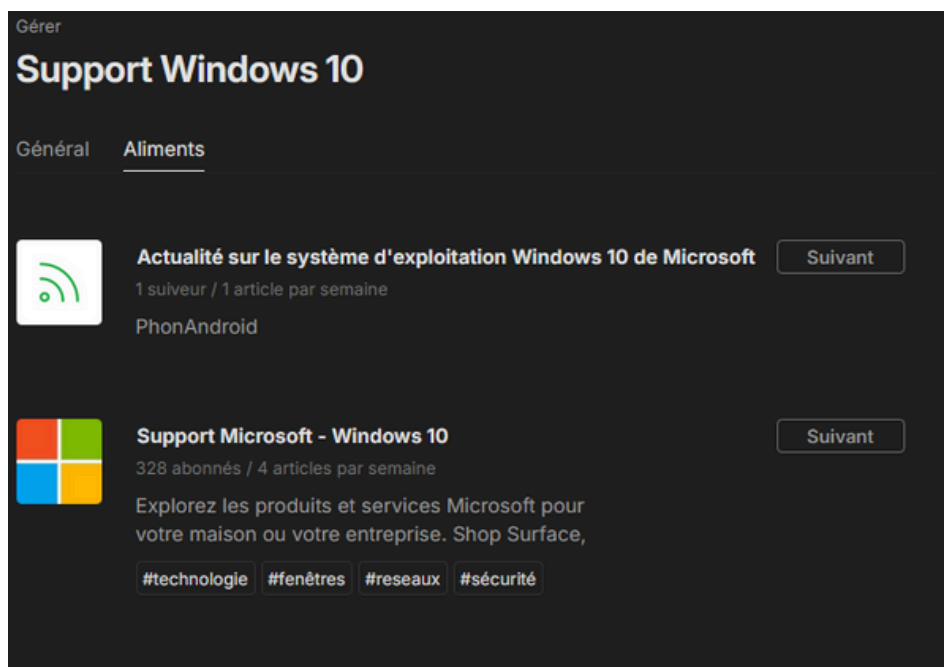 Gérer
Support Windows 10
Général Aliments
Actualité sur le système d'exploitation Windows 10 de Microsoft Suivant
1 suiveur / 1 article par semaine
PhonAndroid
Support Microsoft - Windows 10 Suivant
328 abonnés / 4 articles par semaine
Explorez les produits et services Microsoft pour
votre maison ou votre entreprise. Shop Surface,
#technologie #fenêtres #reseaux #sécurité